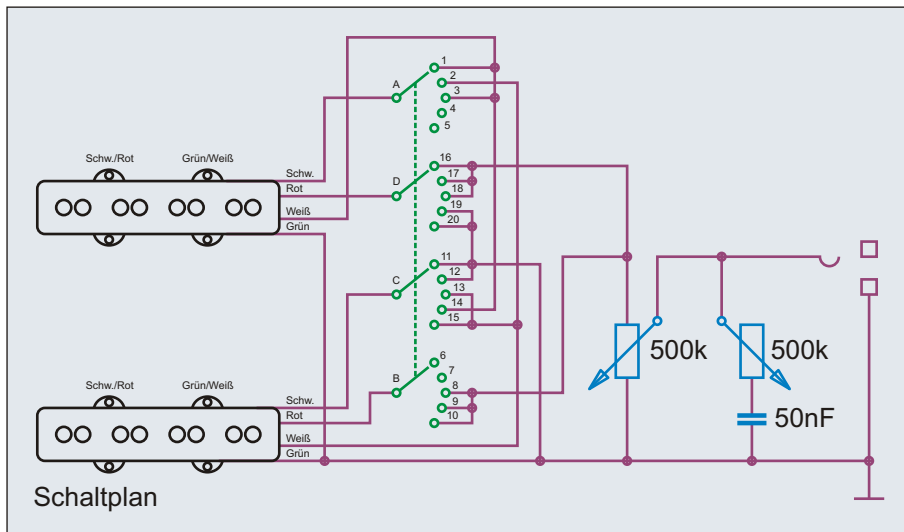 1
2
A
3
4
5
Schw./Rot
Grün/Weiß
Schw.
Rot
Weiß
Grün
16
17
D
18
19
20
11
12
C
13
14
15
500k
500k
50nF
6
7
B
8
9
10
Schw./Rot
Grün/Weiß
Schw.
Rot
Weiß
Grün
Schaltplan